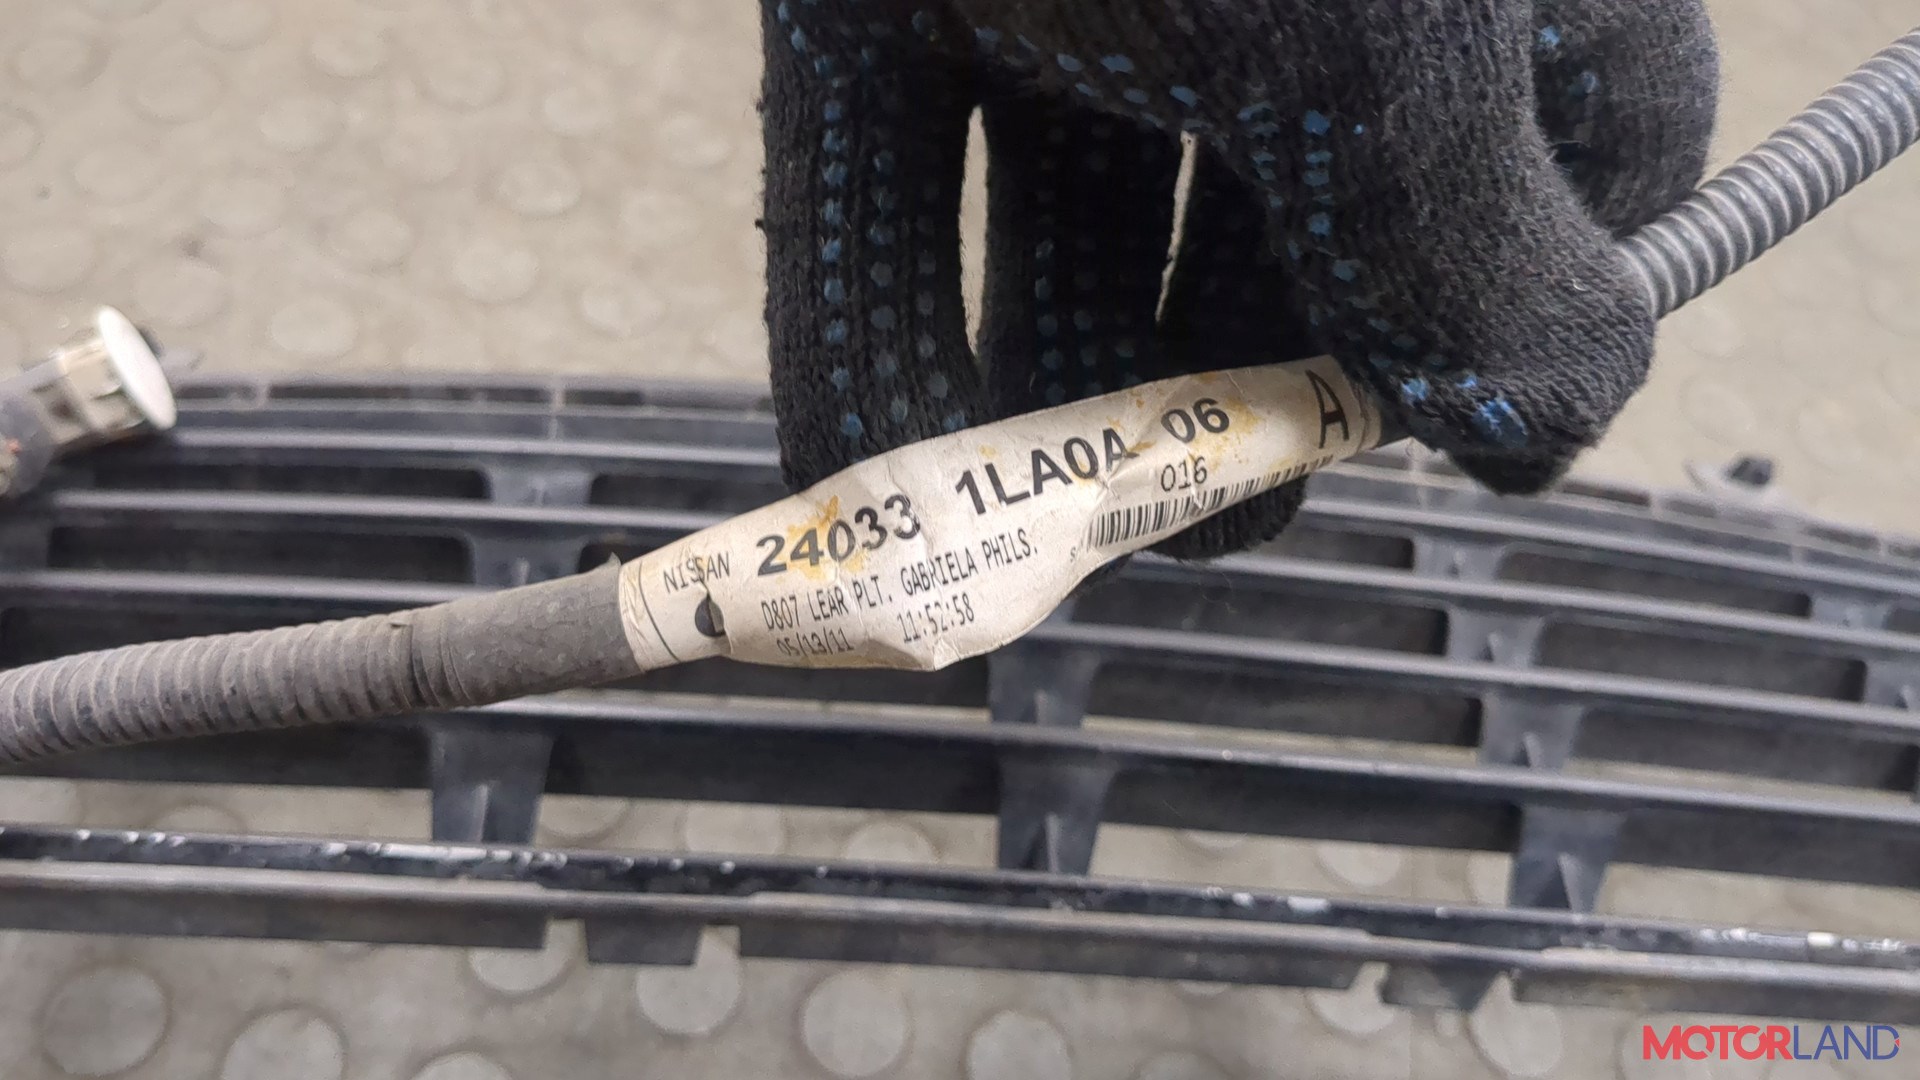 NISSAN 24033 1LA0A 06 A
016
D807 LEAR PLT. GABRIELA PHILS.
05/13/11 11:52:58
MOTORLAND